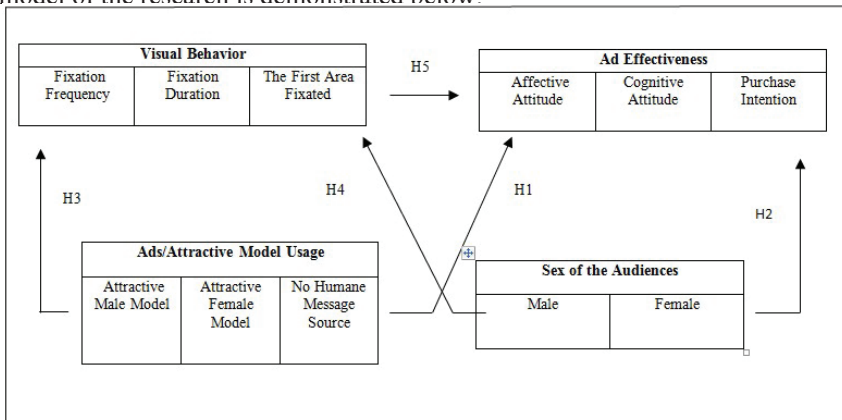 model of the research is demonstrated below:
Visual Behavior
Fixation Frequency
Fixation Duration
The First Area Fixated
H5
Ad Effectiveness
Affective Attitude
Cognitive Attitude
Purchase Intention
H3
H4
H1
H2
Ads/Attractive Model Usage
Attractive Male Model
Attractive Female Model
No Humane Message Source
Sex of the Audiences
Male
Female